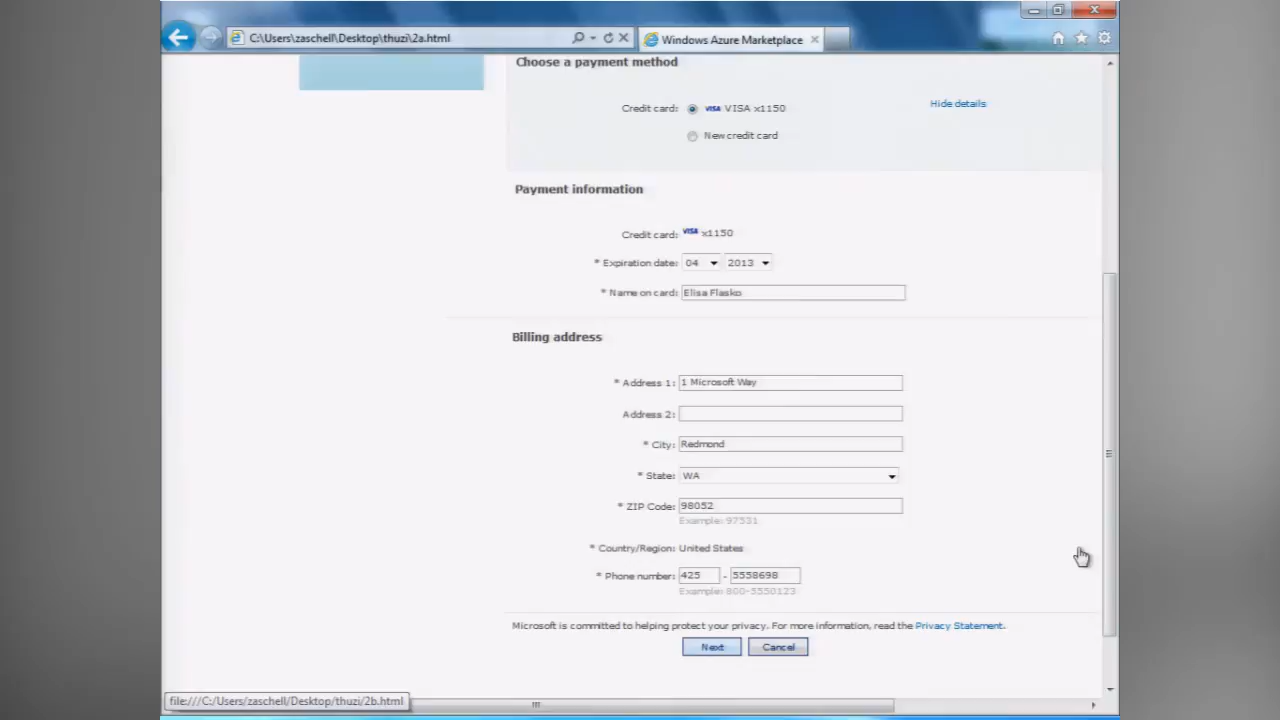 C:\Users\zaschell\Desktop\thuzi\2a.html
Windows Azure Marketplace
Choose a payment method
Credit card: VISA VISA x1150
Hide details
New credit card
Payment information
Credit card: VISA x1150
* Expiration date: 04 2013
* Name on card: Elisa Flasko
Billing address
* Address 1: 1 Microsoft Way
Address 2:
* City: Redmond
* State: WA
* ZIP Code: 98052
Example: 97531
* Country/Region: United States
* Phone number: 425 - 5558698
Example: 800-5550123
Microsoft is committed to helping protect your privacy. For more information, read the Privacy Statement.
Next Cancel
file:///C:/Users/zaschell/Desktop/thuzi/2b.html